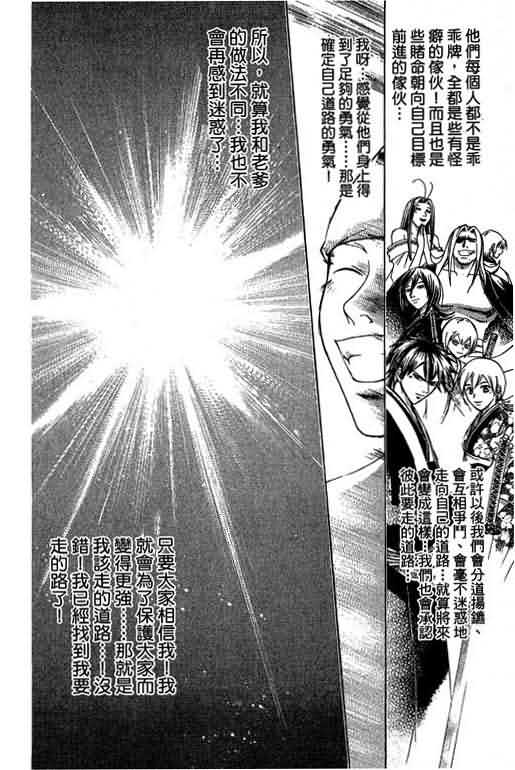 他們每個人都不是乖
乖牌，全都是些有怪
癖的傢伙！而且也是
些賭命朝向自己目標
前進的傢伙…
或許以後我們會分道揚鑣、
會互相爭鬥、會毫不迷惑地
走向自己的道路…就算將來
會變成這樣…我們也會承認
彼此要走的道路…
我呀…感覺從他們身上得
到了足夠的勇氣……那是
確定自己道路的勇氣！
所以，就算我和老爹
的做法不同…我也不
會再感到迷惑了…
只要大家相信我！我
就會為了保護大家而
變得更強……那就是
我該走的道路…！沒
錯！我已經找到我要
走的路了！